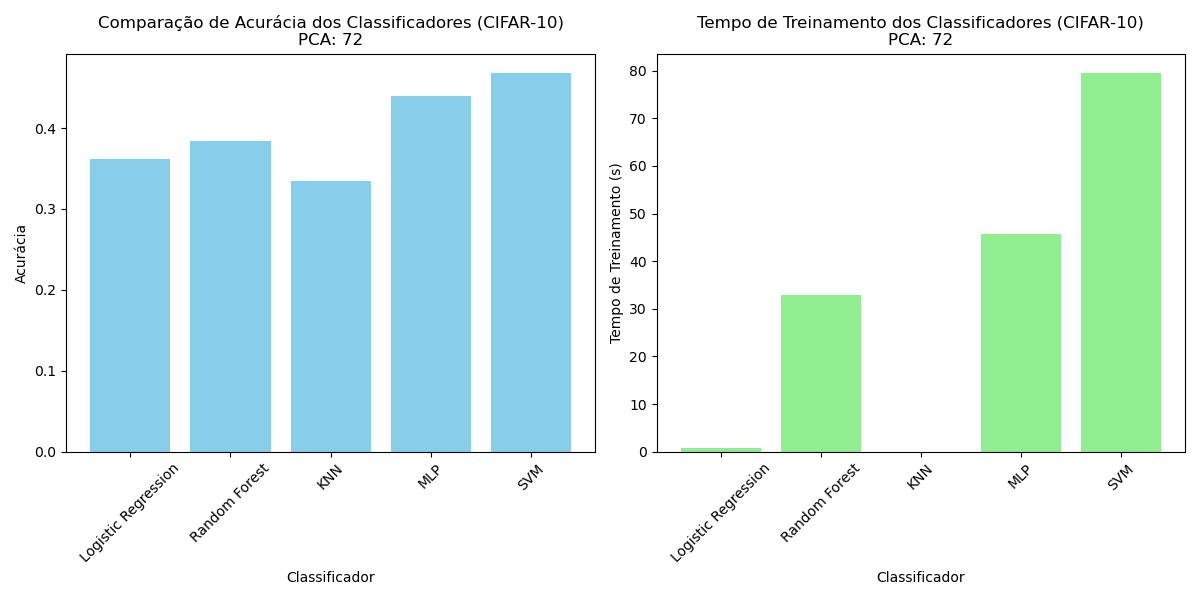 Comparação de Acurácia dos Classificadores (CIFAR-10)
PCA: 72
Acurácia
0.4
0.3
0.2
0.1
0.0
Logistic Regression
Random Forest
KNN
MLP
SVM
Classificador
Tempo de Treinamento dos Classificadores (CIFAR-10)
PCA: 72
Tempo de Treinamento (s)
80
70
60
50
40
30
20
10
0
Logistic Regression
Random Forest
KNN
MLP
SVM
Classificador